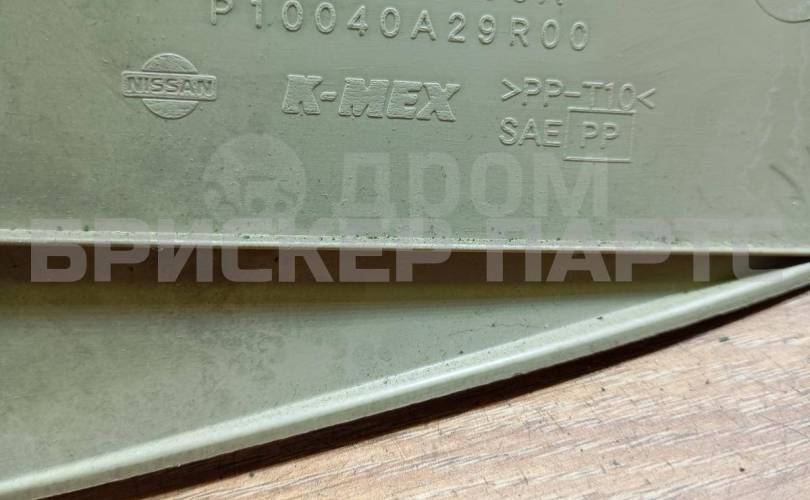 P10040A29R00
NISSAN K-MEX >PP-T10<
SAE PP
ДРОМ
БРИСКЕР ПАРТС